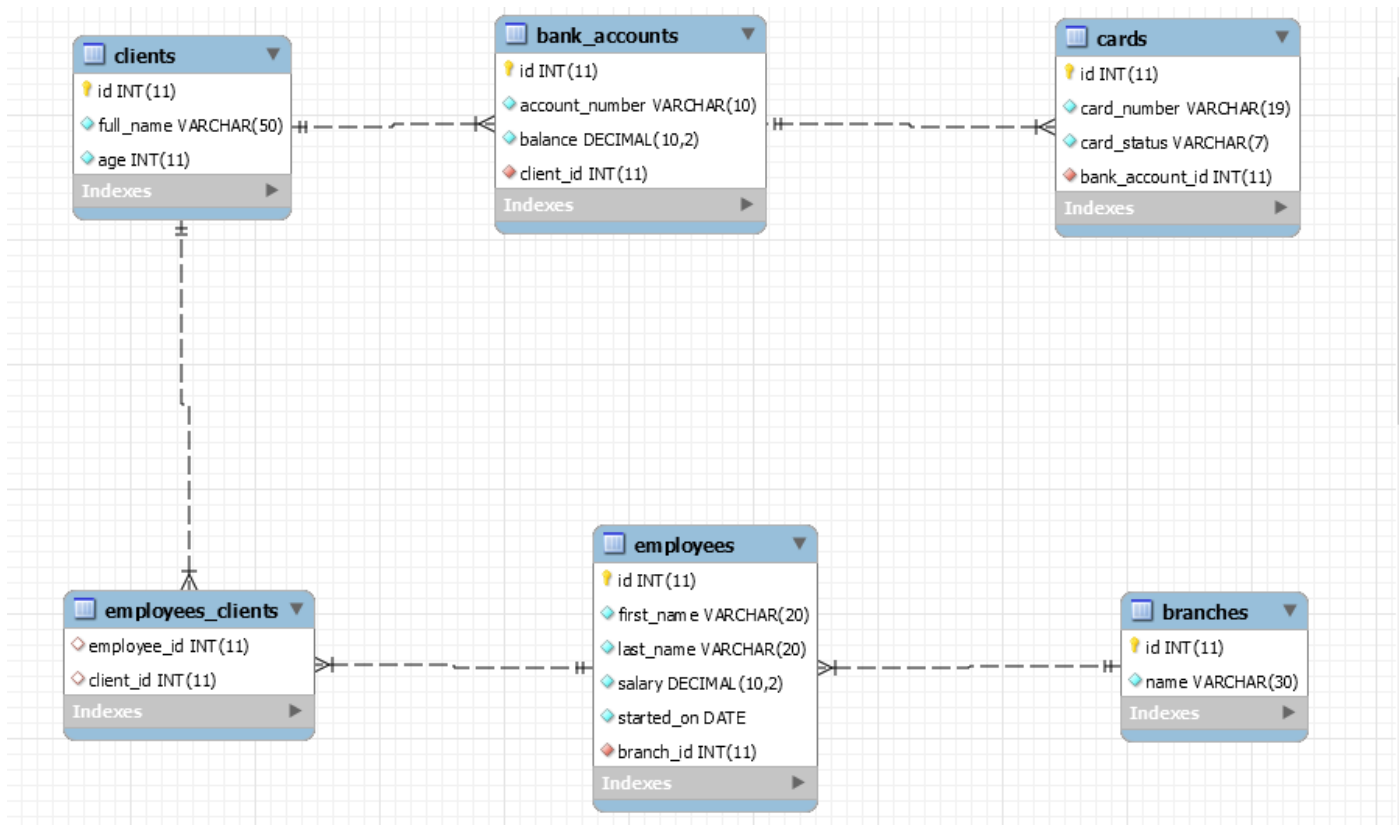 clients
id INT(11)
full_name VARCHAR(50)
age INT(11)
Indexes
bank_accounts
id INT(11)
account_number VARCHAR(10)
balance DECIMAL(10,2)
client_id INT(11)
Indexes
cards
id INT(11)
card_number VARCHAR(19)
card_status VARCHAR(7)
bank_account_id INT(11)
Indexes
employees_clients
employee_id INT(11)
client_id INT(11)
Indexes
employees
id INT(11)
first_name VARCHAR(20)
last_name VARCHAR(20)
salary DECIMAL(10,2)
started_on DATE
branch_id INT(11)
Indexes
branches
id INT(11)
name VARCHAR(30)
Indexes